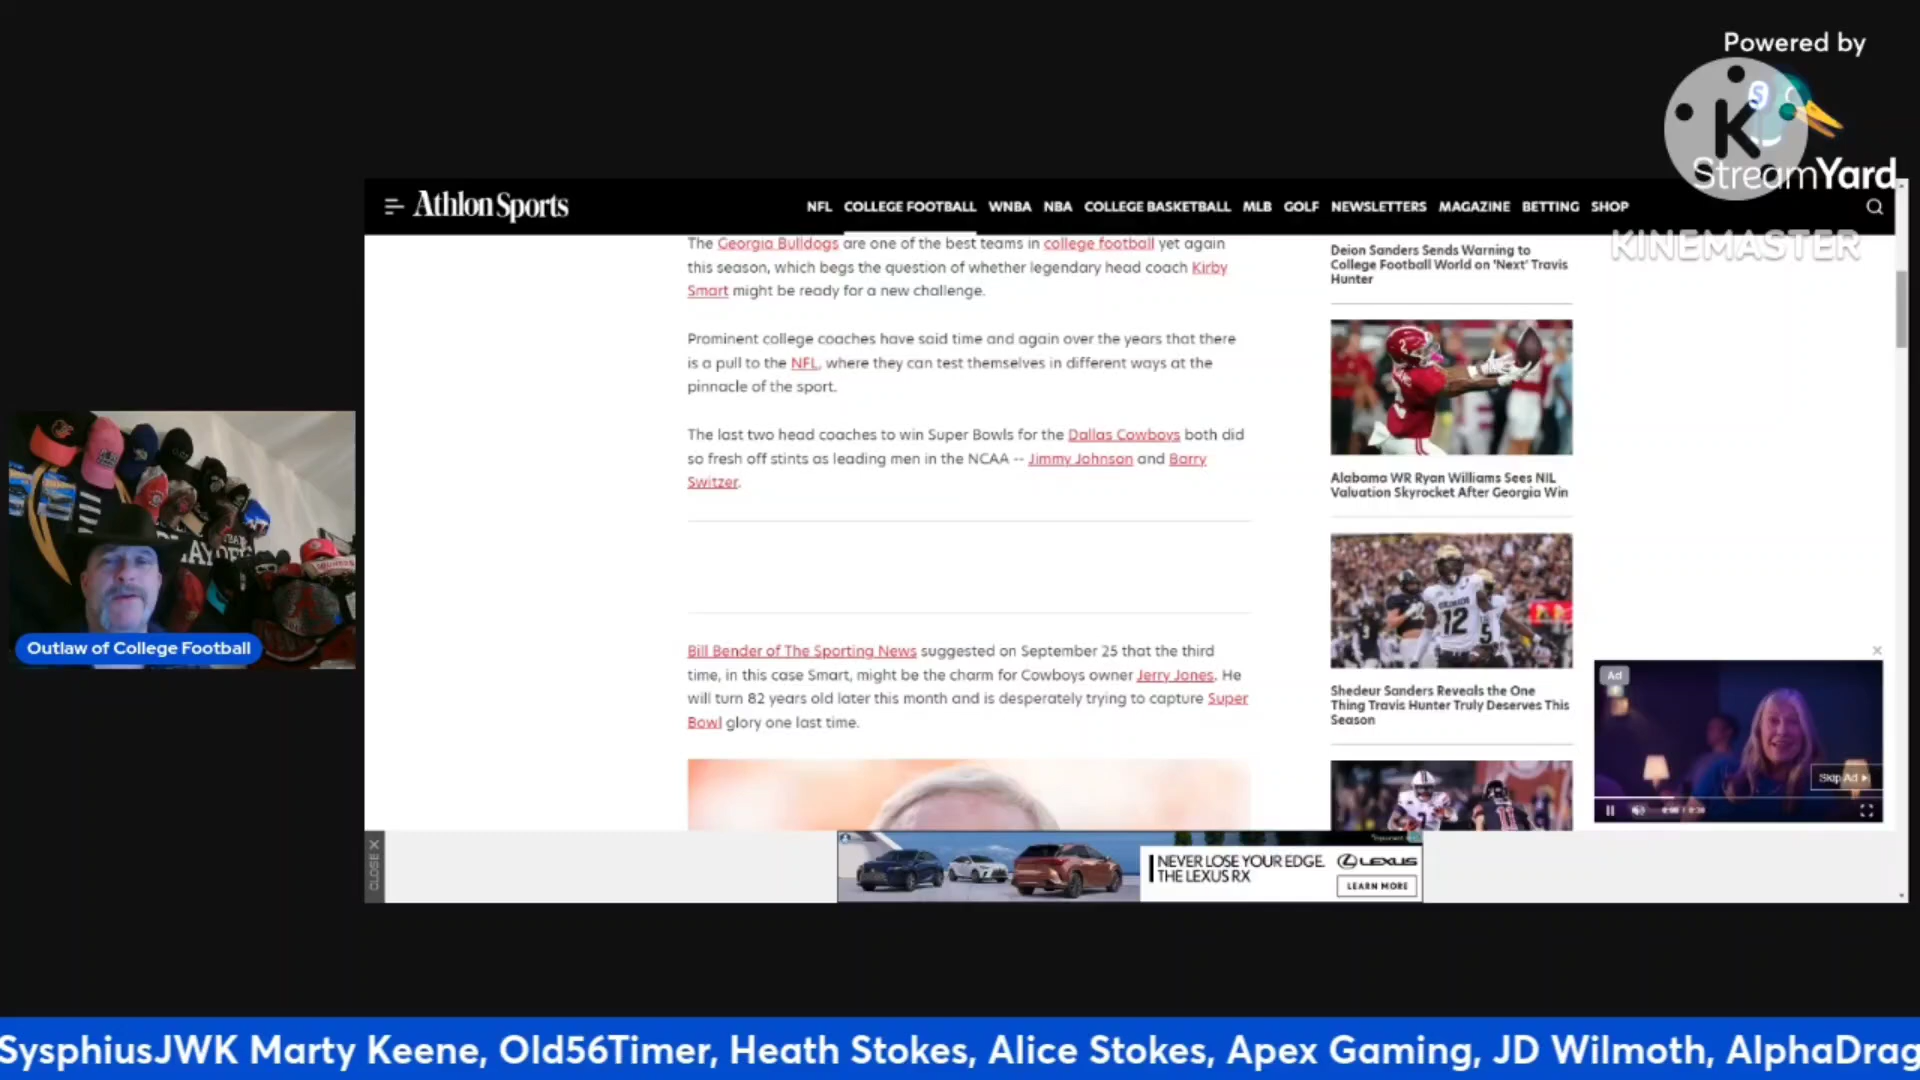 Powered by
K
StreamYard
KINEMASTER
Athlon Sports
NFL COLLEGE FOOTBALL WNBA NBA COLLEGE BASKETBALL MLB GOLF NEWSLETTERS MAGAZINE BETTING SHOP
The Georgia Bulldogs are one of the best teams in college football yet again
this season, which begs the question of whether legendary head coach Kirby
Smart might be ready for a new challenge.
Prominent college coaches have said time and again over the years that there
is a pull to the NFL, where they can test themselves in different ways at the
pinnacle of the sport.
The last two head coaches to win Super Bowls for the Dallas Cowboys both did
so fresh off stints as leading men in the NCAA -- Jimmy Johnson and Barry
Switzer.
Bill Bender of The Sporting News suggested on September 25 that the third
time, in this case Smart, might be the charm for Cowboys owner Jerry Jones. He
will turn 82 years old later this month and is desperately trying to capture Super
Bowl glory one last time.
Deion Sanders Sends Warning to
College Football World on 'Next' Travis
Hunter
2
Alabama WR Ryan Williams Sees NIL
Valuation Skyrocket After Georgia Win
COLORADO
12
Shedeur Sanders Reveals the One
Thing Travis Hunter Truly Deserves This
Season
Ad
Skip Ad
Outlaw of College Football
CLOSE X
NEVER LOSE YOUR EDGE.
THE LEXUS RX
LEXUS
LEARN MORE
SysphiusJWK Marty Keene, Old56Timer, Heath Stokes, Alice Stokes, Apex Gaming, JD Wilmoth, AlphaDrag